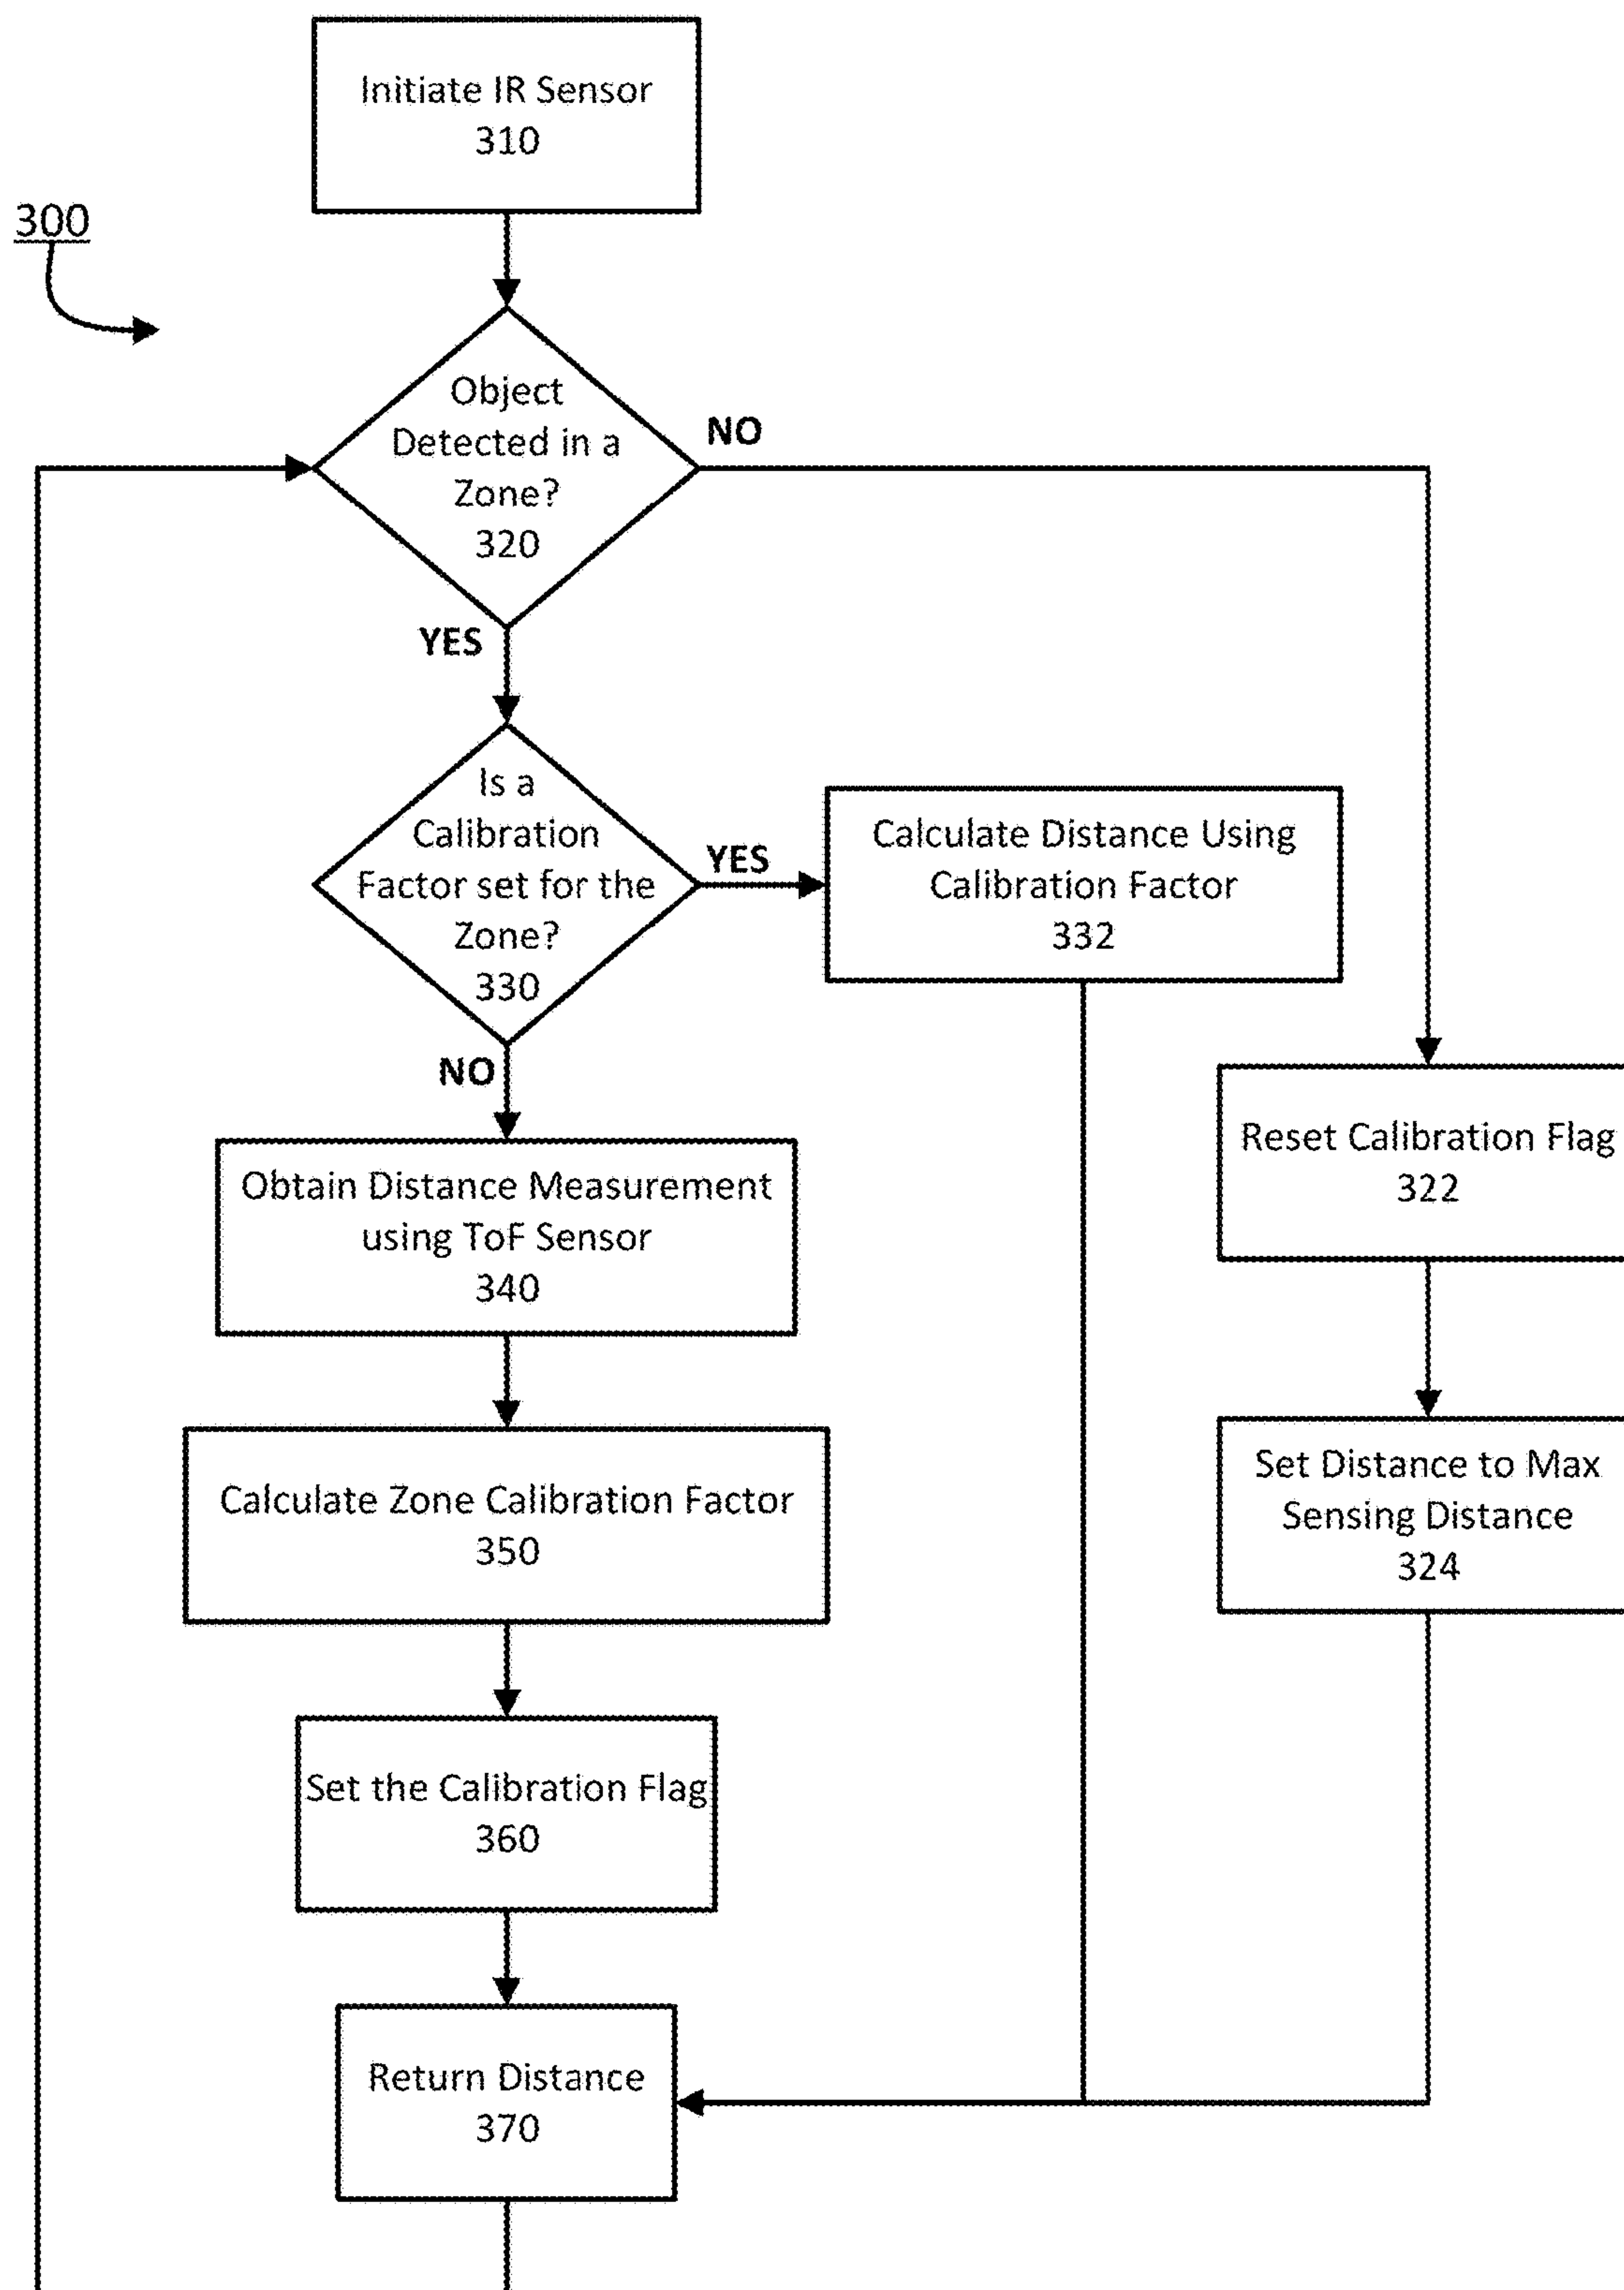 Initiate IR Sensor
310
300
Object
Detected in a
Zone?
320
NO
YES
Is a
Calibration
Factor set for the
Zone?
330
YES
Calculate Distance Using
Calibration Factor
332
NO
Reset Calibration Flag
322
Obtain Distance Measurement
using ToF Sensor
340
Set Distance to Max
Sensing Distance
324
Calculate Zone Calibration Factor
350
Set the Calibration Flag
360
Return Distance
370